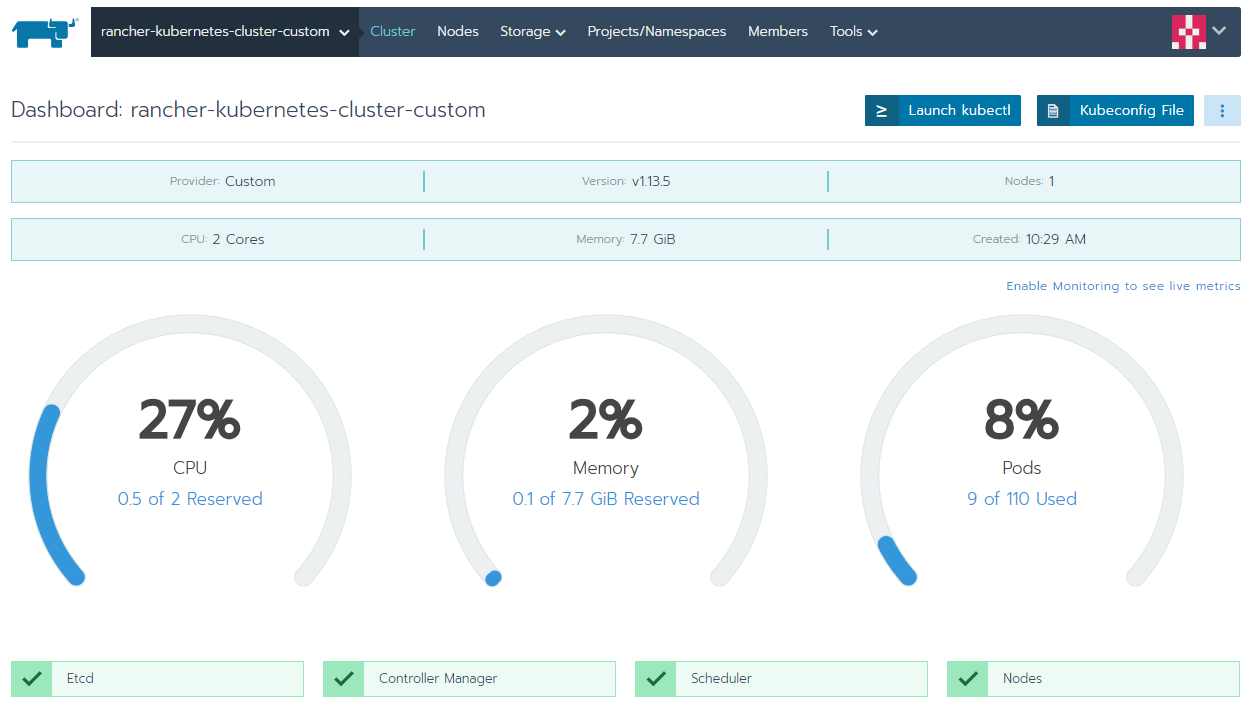 rancher-kubernetes-cluster-custom Cluster Nodes Storage Projects/Namespaces Members Tools
Dashboard: rancher-kubernetes-cluster-custom Launch kubectl Kubeconfig File
Provider: Custom Version: v1.13.5 Nodes: 1
CPU: 2 Cores Memory: 7.7 GiB Created: 10:29 AM
Enable Monitoring to see live metrics
27%
CPU
0.5 of 2 Reserved
2%
Memory
0.1 of 7.7 GiB Reserved
8%
Pods
9 of 110 Used
Etcd Controller Manager Scheduler Nodes